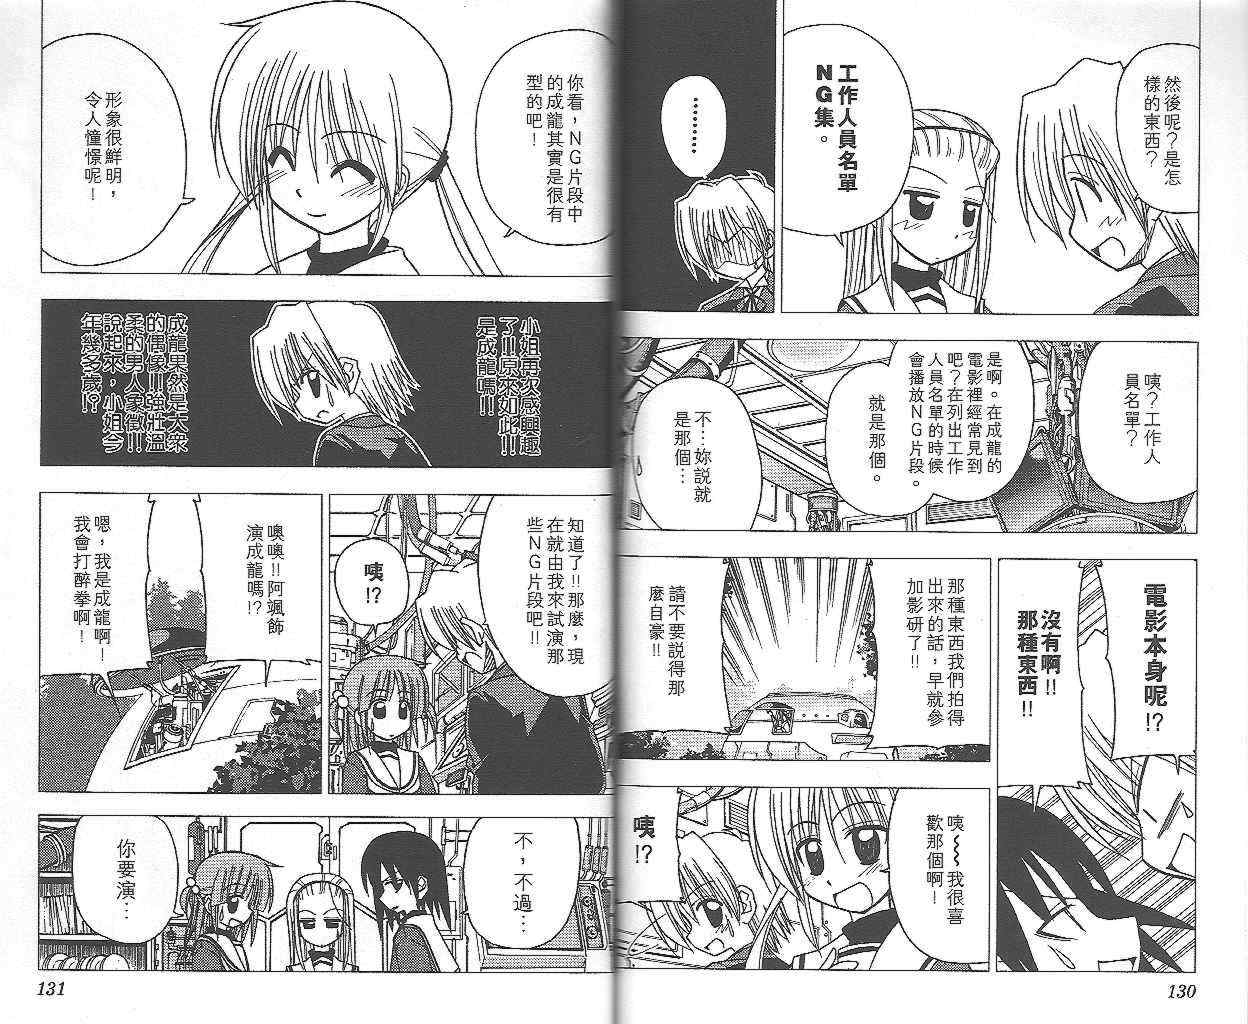 然後呢？是怎
樣的東西？
工作人員名單
ＮＧ集。
………
咦？工作人
員名單？
是啊。在成龍的
電影裡經常見到
吧？在列出工作
人員名單的時候
會播放ＮＧ片段。
就是那個。
不…妳說就
是那個…
電影本身呢!?
沒有啊!!
那種東西!!
那種東西我們拍得
出來的話，早就參
加影研了!!
請不要說得那
麼自豪!!
咦～～我很喜
歡那個啊！
咦!?
130
你看，ＮＧ片段中
的成龍其實是很有
型的吧！
形象很鮮明，
令人憧憬呢！
小姐再次感興趣
了!!原來如此!!
是成龍嗎!!
成龍果然是大眾
的偶像!!強壯溫
柔的男人象徵!!
說起來，小姐今
年幾多歲!?
知道了!!那麼，現
在就由我來試演那
些ＮＧ片段吧!!
咦!?
噢噢!!阿颯飾
演成龍嗎!?
嗯，我是成龍啊！
我會打醉拳啊！
不，不過…
你要演…
131